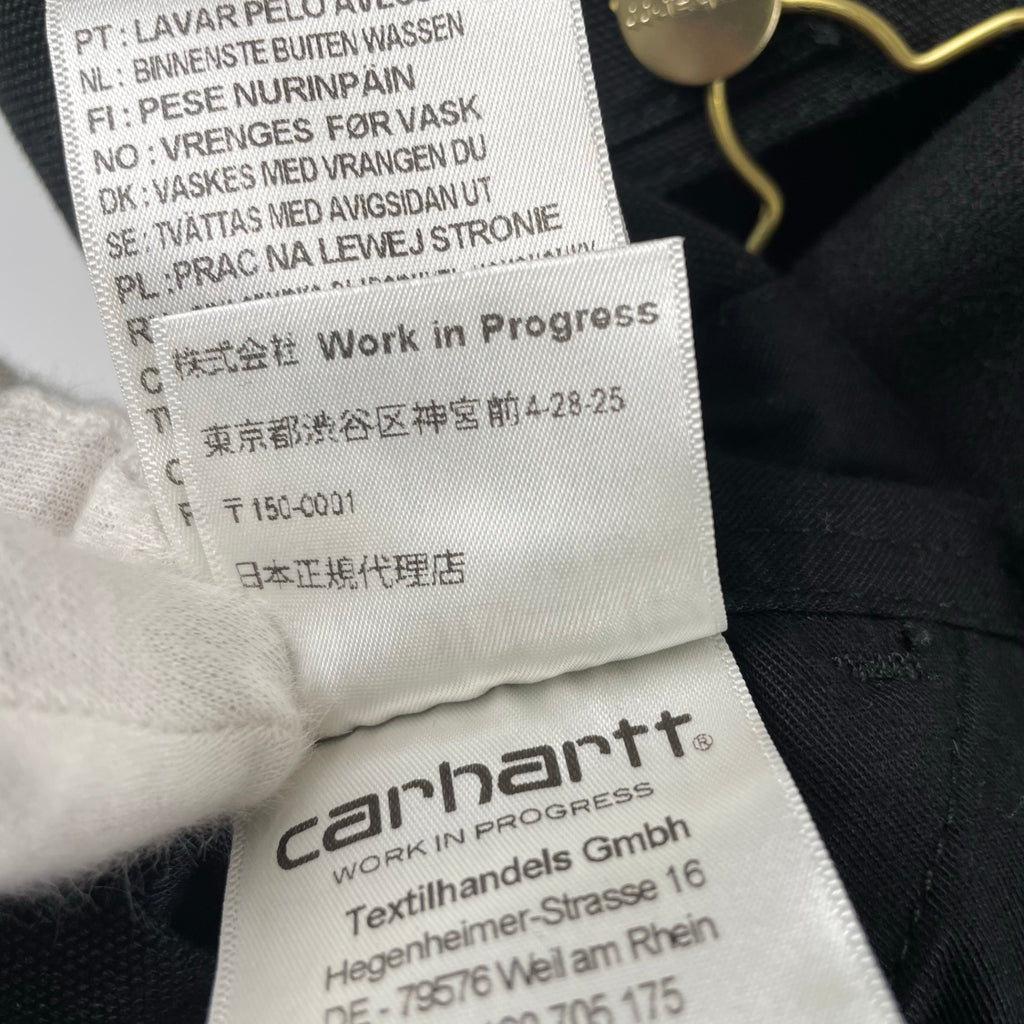 PT : LAVAR PELO
NL : BINNENSTE BUITEN WASSEN
FI : PESE NURINPÄIN
NO : VRENGES FØR VASK
DK : VASKES MED VRANGEN DU
SE : TVÄTTAS MED AVIGSIDAN UT
PL : PRAC NA LEWEJ STRONIE
株式会社 Work in Progress
東京都渋谷区神宮前4-28-25
〒150-0001
日本正規代理店
carhartt®
WORK IN PROGRESS
Textilhandels Gmbh
Hegenheimer-Strasse 16
DE - 79576 Weil am Rhein
705 175